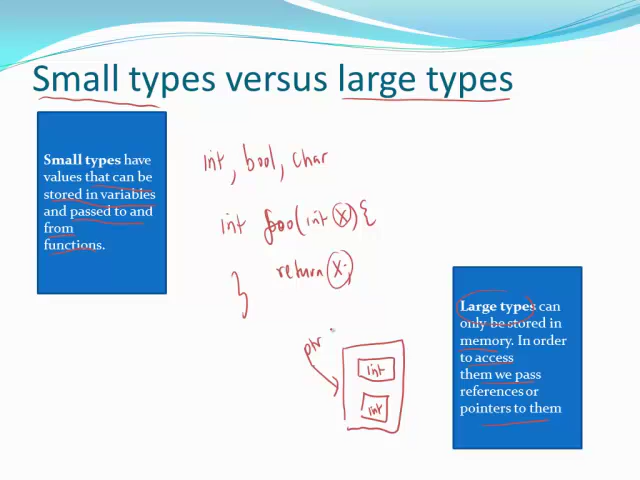 Small types versus large types
Small types have
values that can be
stored in variables
and passed to and
from
functions.
int, bool, char
int foo(int x){
return x;
}
ptr
int
int
Large types can
only be stored in
memory. In order
to access
them we pass
references or
pointers to them